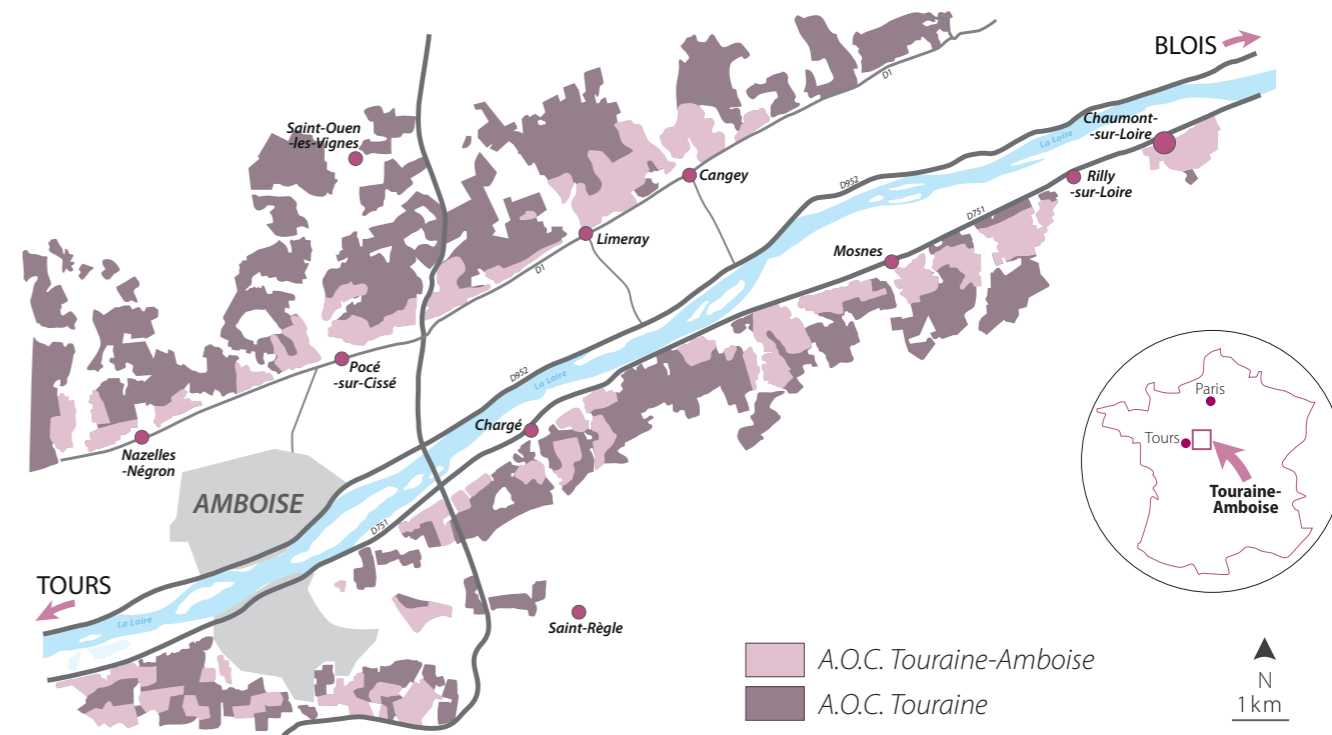 BLOIS
D1
Chaumont-
-sur-Loire
Saint-Ouen
-les-Vignes
La Loire
Cangey
D952
Rilly
-sur-Loire
D751
Limeray
Mosnes
D1
Pocé
-sur-Cissé
D952
La Loire
Paris
Chargé
Tours
Nazelles
-Négron
AMBOISE
Touraine-
Amboise
D751
TOURS
La Loire
Saint-Règle
A.O.C. Touraine-Amboise
A.O.C. Touraine
N
1 km